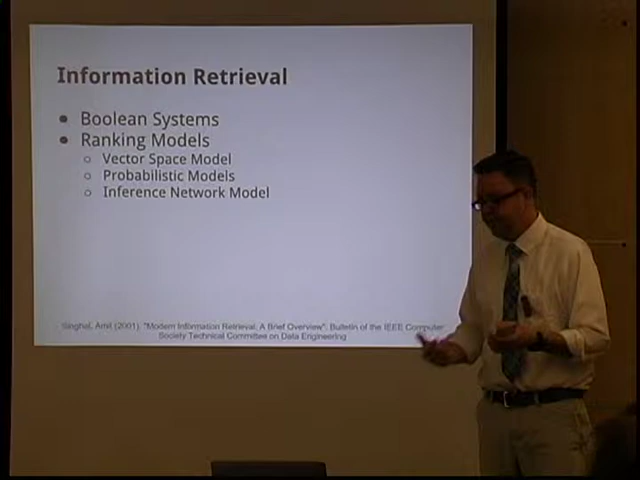 Information Retrieval
Boolean Systems
Ranking Models
Vector Space Model
Probabilistic Models
Inference Network Model
Singhal, Amit (2001). "Modern Information Retrieval: A Brief Overview". Bulletin of the IEEE Computer
Society Technical Committee on Data Engineering